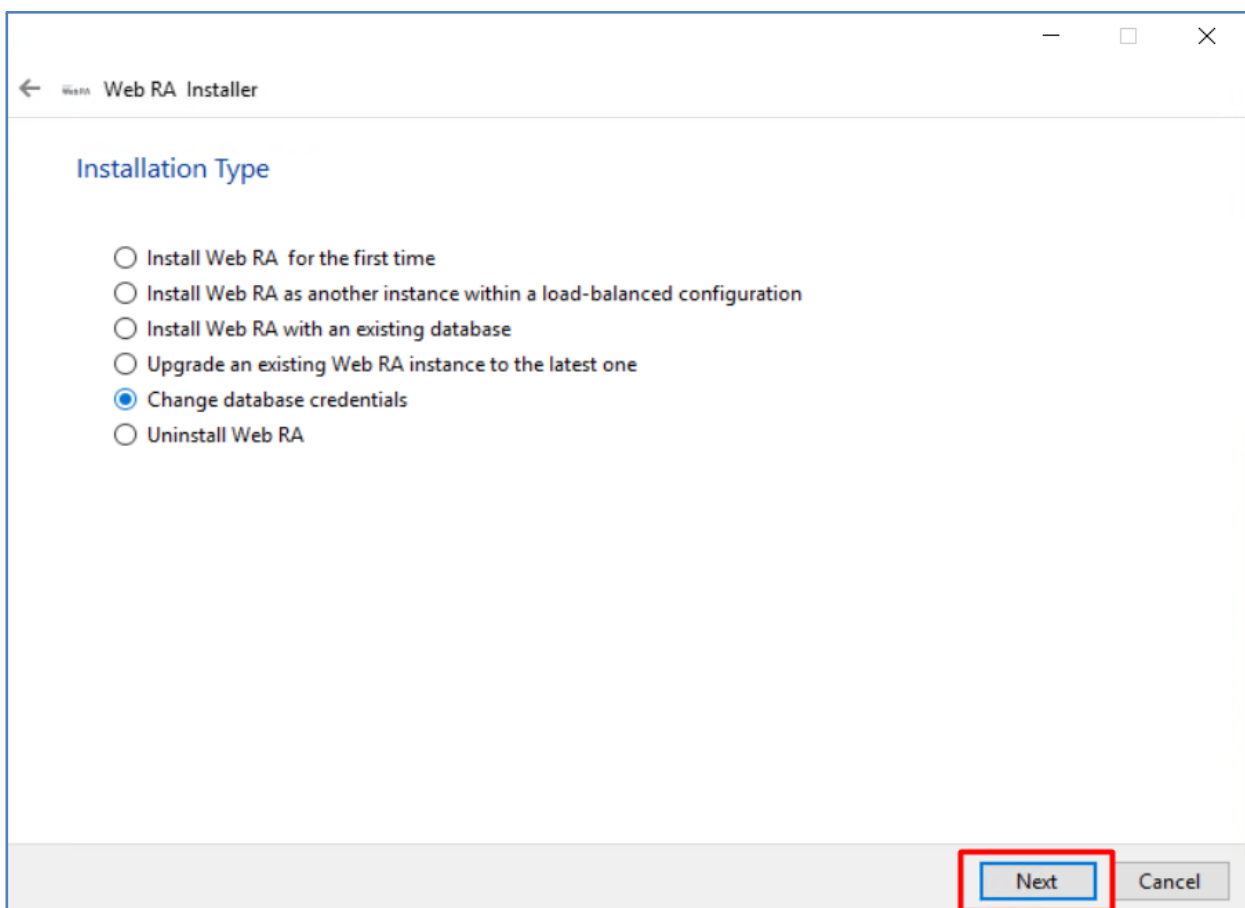 Web RA Web RA Installer
Installation Type
Install Web RA for the first time
Install Web RA as another instance within a load-balanced configuration
Install Web RA with an existing database
Upgrade an existing Web RA instance to the latest one
Change database credentials
Uninstall Web RA
Next Cancel